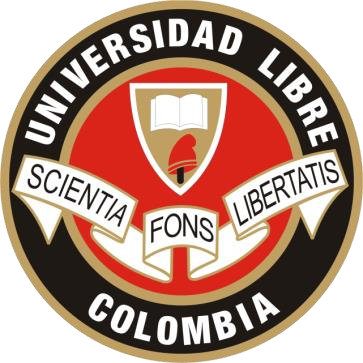 UNIVERSIDAD LIBRE
SCIENTIA FONS LIBERTATIS
COLOMBIA